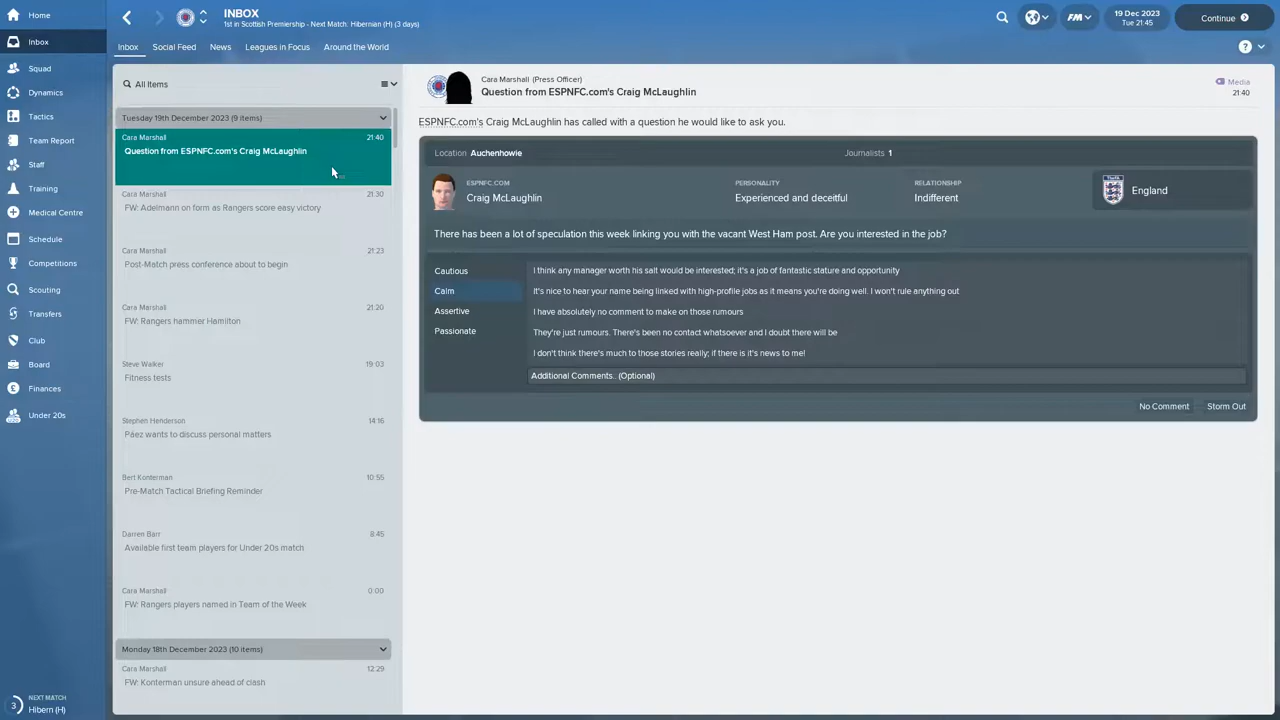 Home
Inbox
Squad
Dynamics
Tactics
Team Report
Staff
Training
Medical Centre
Schedule
Competitions
Scouting
Transfers
Club
Board
Finances
Under 20s
3
NEXT MATCH
Hibern (H)
INBOX
1st in Scottish Premiership - Next Match: Hibernian (H) (3 days)
FM
19 Dec 2023
Tue 21:45
Continue
Inbox
Social Feed
News
Leagues in Focus
Around the World
?
All Items
Tuesday 19th December 2023 (9 items)
Cara Marshall 21:40
Question from ESPNFC.com's Craig McLaughlin
Cara Marshall 21:30
FW: Adelmann on form as Rangers score easy victory
Cara Marshall 21:23
Post-Match press conference about to begin
Cara Marshall 21:20
FW: Rangers hammer Hamilton
Steve Walker 19:03
Fitness tests
Stephen Henderson 14:16
Páez wants to discuss personal matters
Bert Konterman 10:55
Pre-Match Tactical Briefing Reminder
Darren Barr 8:45
Available first team players for Under 20s match
Cara Marshall 0:00
FW: Rangers players named in Team of the Week
Monday 18th December 2023 (10 items)
Cara Marshall 12:29
FW: Konterman unsure ahead of clash
Cara Marshall (Press Officer)
Question from ESPNFC.com's Craig McLaughlin
Media
21:40
ESPNFC.com's Craig McLaughlin has called with a question he would like to ask you.
Location Auchenhowie
Journalists 1
ESPNFC.COM
Craig McLaughlin
PERSONALITY
Experienced and deceitful
RELATIONSHIP
Indifferent
England
There has been a lot of speculation this week linking you with the vacant West Ham post. Are you interested in the job?
Cautious
Calm
Assertive
Passionate
I think any manager worth his salt would be interested; it's a job of fantastic stature and opportunity
It's nice to hear your name being linked with high-profile jobs as it means you're doing well. I won't rule anything out
I have absolutely no comment to make on those rumours
They're just rumours. There's been no contact whatsoever and I doubt there will be
I don't think there's much to those stories really; if there is it's news to me!
Additional Comments.. (Optional)
No Comment
Storm Out